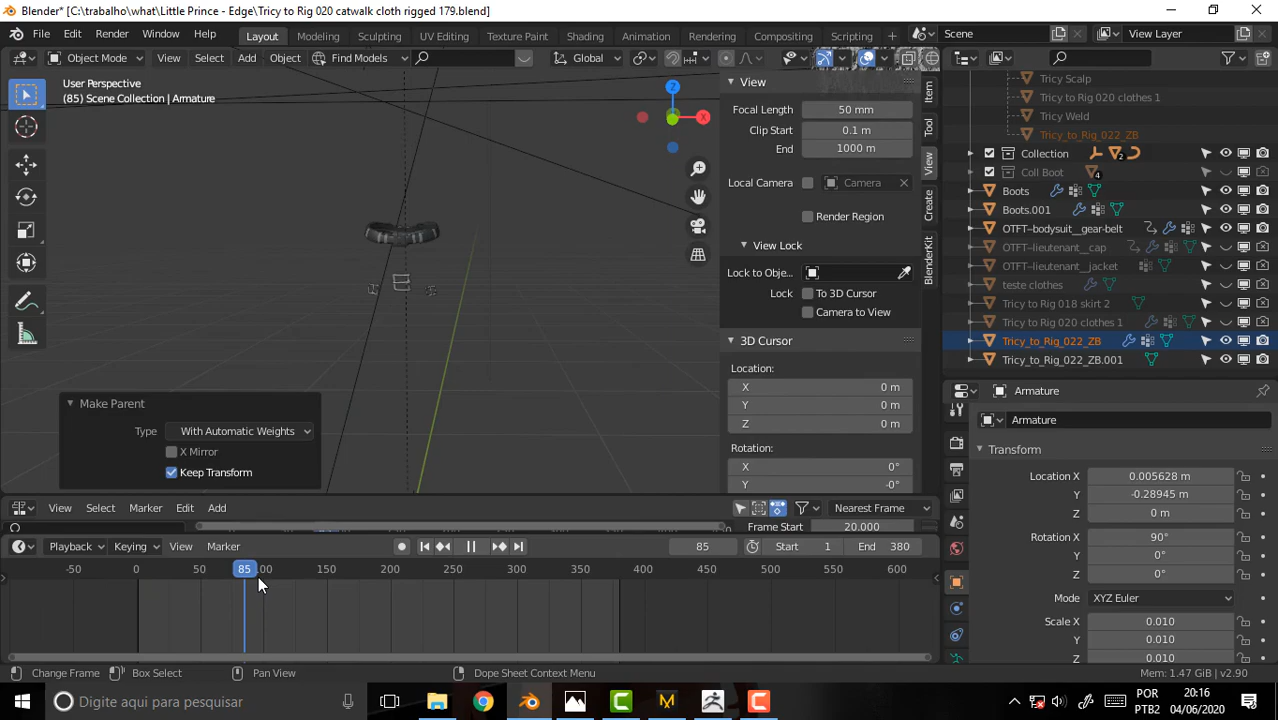 Blender* [C:\trabalho\what\Little Prince - Edge\Tricy to Rig 020 catwalk cloth rigged 179.blend]
File Edit Render Window Help Layout Modeling Sculpting UV Editing Texture Paint Shading Animation Rendering Compositing Scripting Scene View Layer
Object Mode View Select Add Object Find Models Global
User Perspective
(85) Scene Collection | Armature
Z
X
View
Focal Length 50 mm
Clip Start 0.1 m
End 1000 m
Local Camera Camera
Render Region
View Lock
Lock to Obje...
Lock To 3D Cursor
Camera to View
3D Cursor
Location:
X 0 m
Y 0 m
Z 0 m
Rotation:
X 0°
Y -0°
Item
Tool
View
Create
BlenderKit
Tricy Scalp
Tricy to Rig 020 clothes 1
Tricy Weld
Tricy_to_Rig_022_ZB
Collection 2
Coll Boot 4
Boots
Boots.001
OTFT-bodysuit__gear-belt
OTFT-lieutenant__cap
OTFT-lieutenant__jacket
teste clothes
Tricy to Rig 018 skirt 2
Tricy to Rig 020 clothes 1
Tricy_to_Rig_022_ZB
Tricy_to_Rig_022_ZB.001
Armature
Armature
Transform
Location X 0.005628 m
Y -0.28945 m
Z 0 m
Rotation X 90°
Y 0°
Z 0°
Mode XYZ Euler
Scale X 0.010
Y 0.010
Z 0.010
Make Parent
Type With Automatic Weights
X Mirror
Keep Transform
View Select Marker Edit Add Nearest Frame
Frame Start 20.000
Playback Keying View Marker 85 Start 1 End 380
-50 0 50 85 100 150 200 250 300 350 400 450 500 550 600
Change Frame Box Select Pan View Dope Sheet Context Menu Mem: 1.47 GiB | v2.90
Digite aqui para pesquisar
POR
PTB2
20:16
04/06/2020